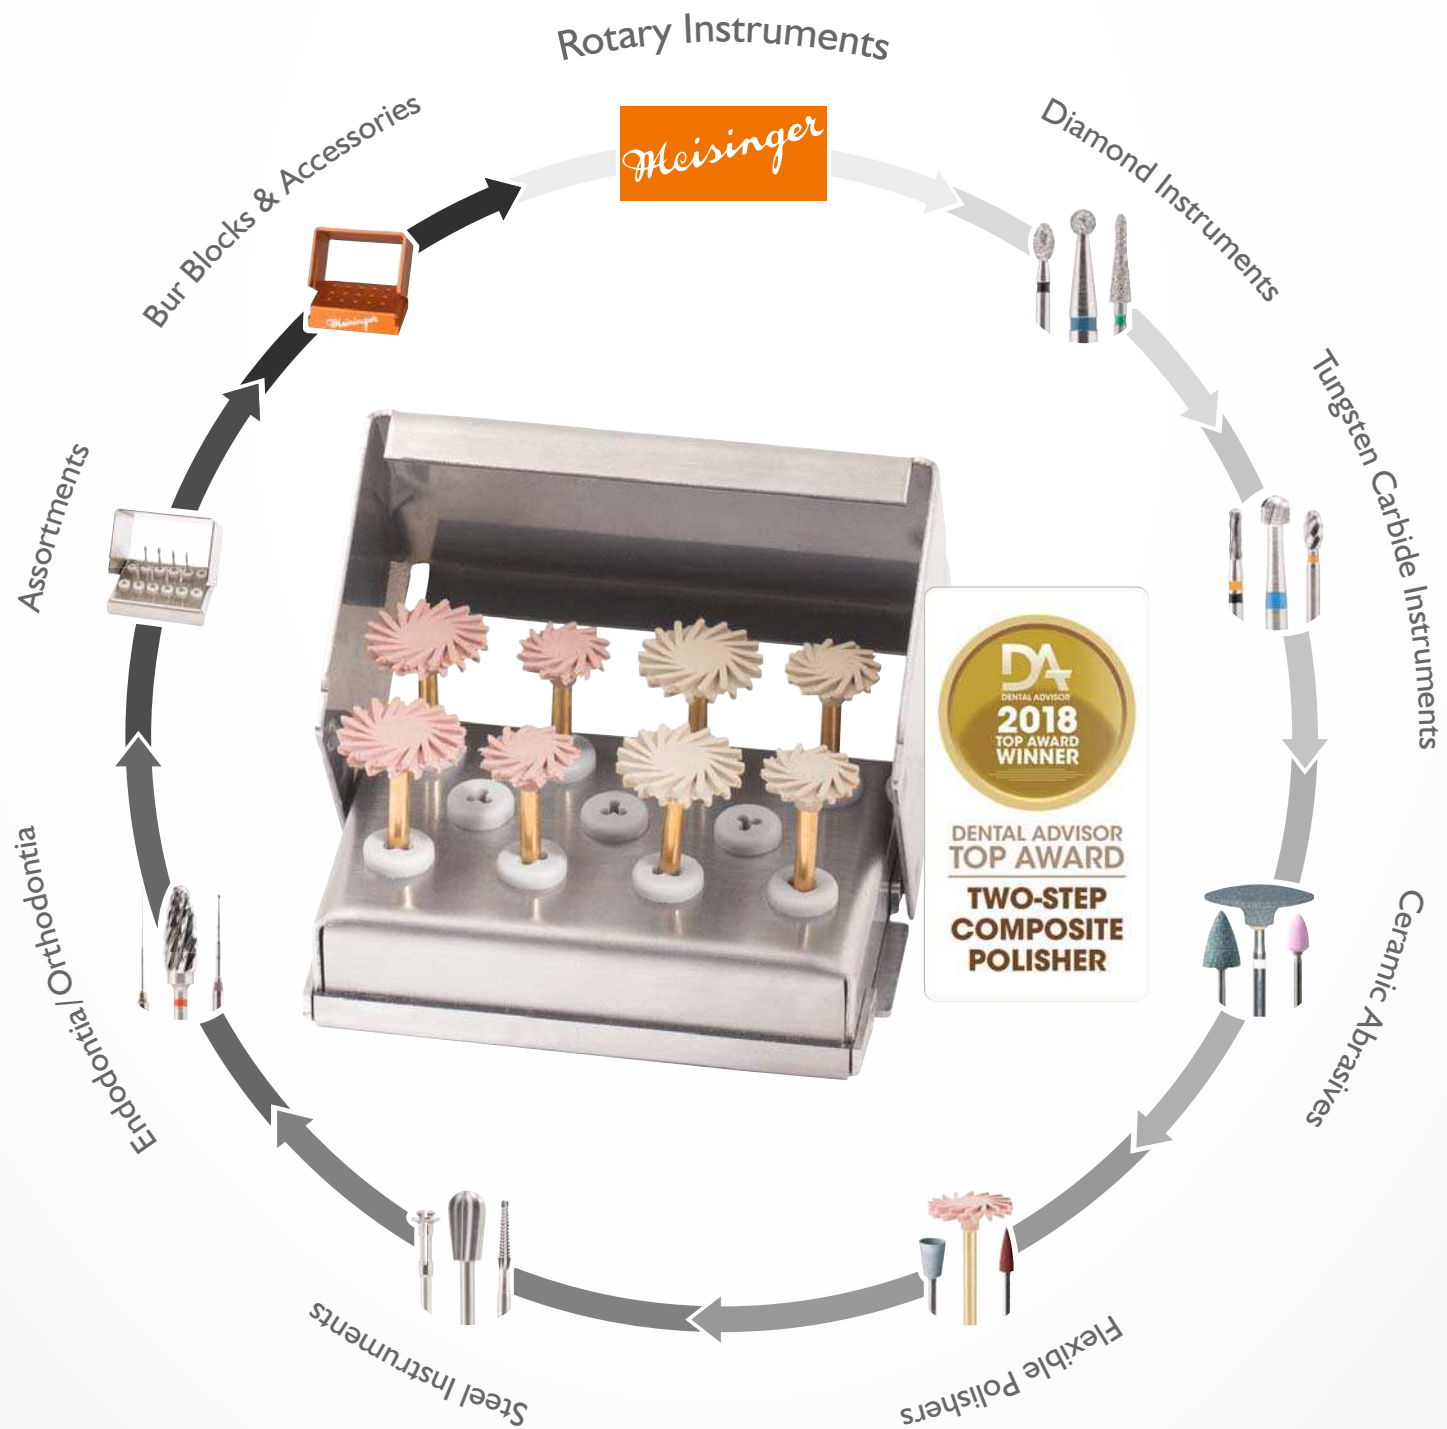 Rotary Instruments
Meisinger
Diamond Instruments
Tungsten Carbide Instruments
Ceramic Abrasives
Flexible Polishers
Steel Instruments
Endodontia/Orthodontia
Assortments
Bur Blocks & Accessories
Meisinger
DA
DENTAL ADVISOR
2018
TOP AWARD
WINNER
DENTAL ADVISOR
TOP AWARD
TWO-STEP
COMPOSITE
POLISHER